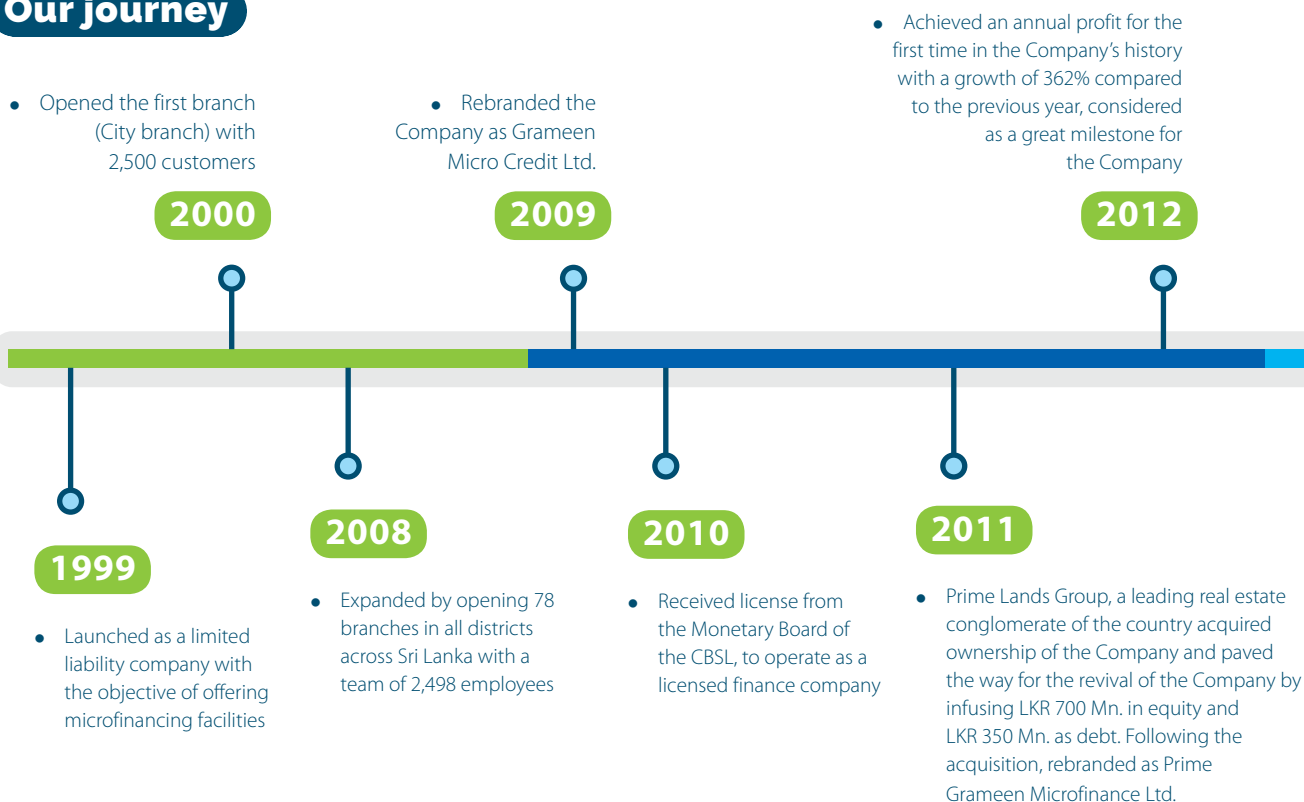 Our journey
• Opened the first branch
(City branch) with
2,500 customers
2000
• Rebranded the
Company as Grameen
Micro Credit Ltd.
2009
• Achieved an annual profit for the
first time in the Company’s history
with a growth of 362% compared
to the previous year, considered
as a great milestone for
the Company
2012
1999
• Launched as a limited
liability company with
the objective of offering
microfinancing facilities
2008
• Expanded by opening 78
branches in all districts
across Sri Lanka with a
team of 2,498 employees
2010
• Received license from
the Monetary Board of
the CBSL, to operate as a
licensed finance company
2011
• Prime Lands Group, a leading real estate
conglomerate of the country acquired
ownership of the Company and paved
the way for the revival of the Company by
infusing LKR 700 Mn. in equity and
LKR 350 Mn. as debt. Following the
acquisition, rebranded as Prime
Grameen Microfinance Ltd.